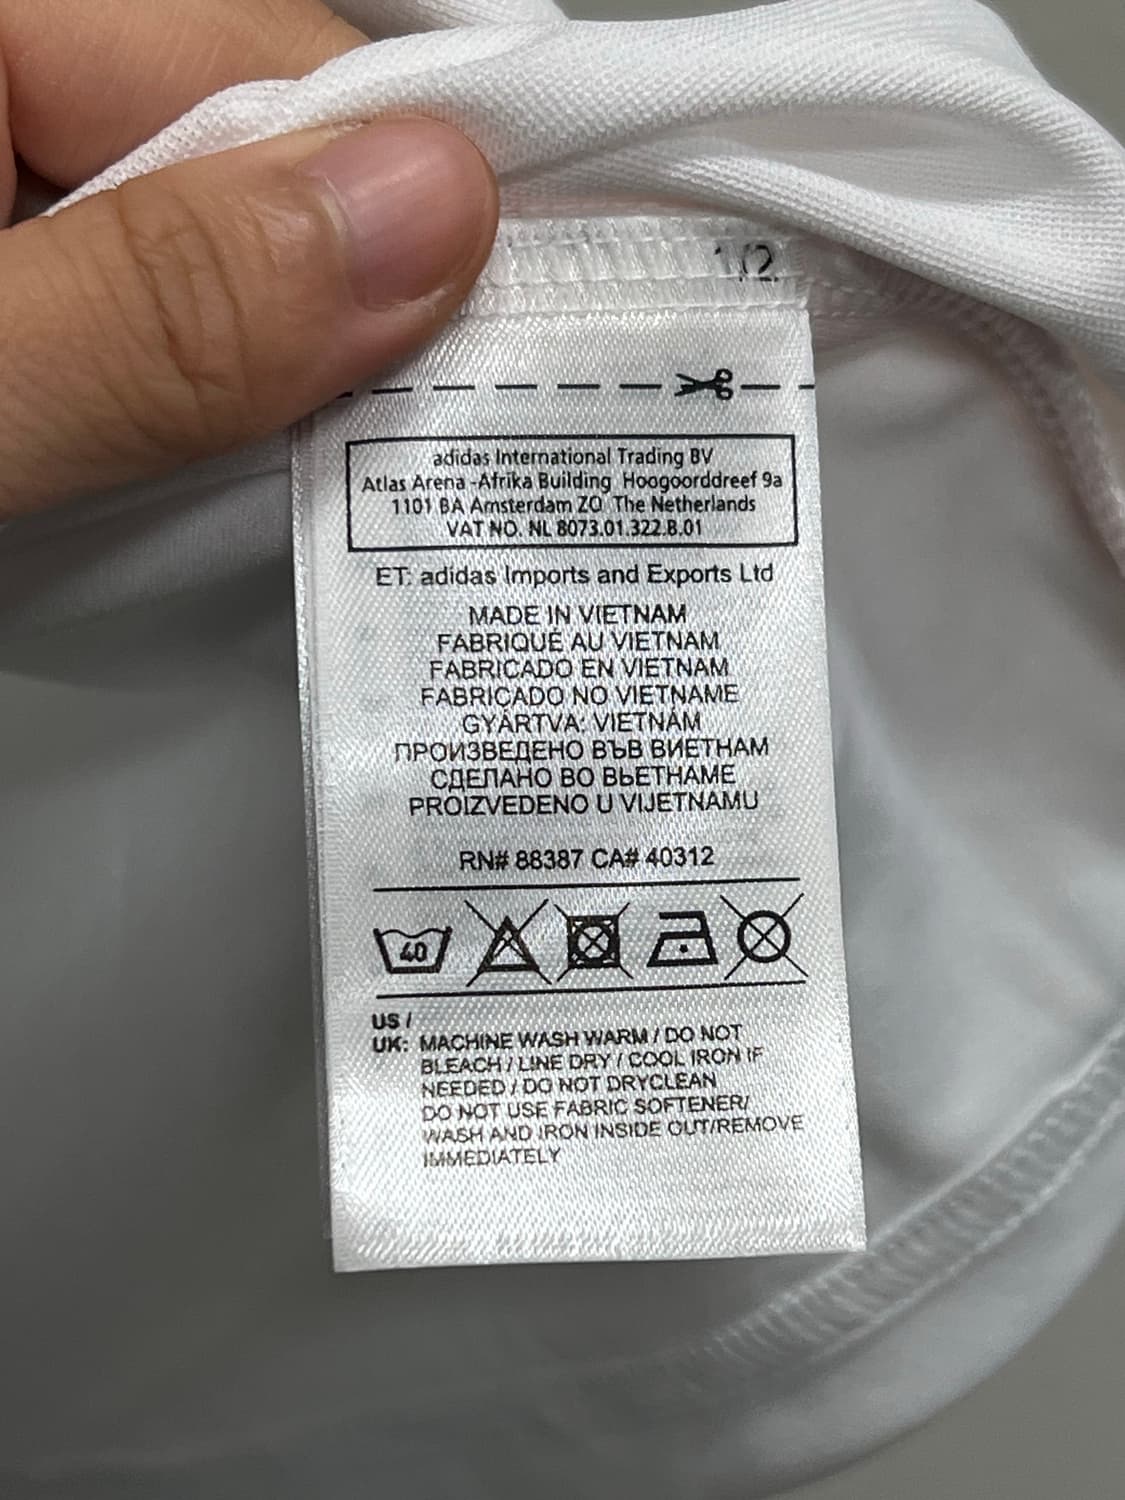 1/2
adidas International Trading BV
Atlas Arena -Afrika Building Hoogoorddreef 9a
1101 BA Amsterdam ZO The Netherlands
VAT NO. NL 8073.01.322.B.01
ET: adidas Imports and Exports Ltd
MADE IN VIETNAM
FABRIQUÉ AU VIETNAM
FABRICADO EN VIETNAM
FABRICADO NO VIETNAME
GYÁRTVA: VIETNÁM
ПРОИЗВЕДЕНО ВЪВ ВИЕТНАМ
СДЕЛАНО ВО ВЬЕТНАМЕ
PROIZVEDENO U VIJETNAMU
RN# 88387 CA# 40312
40
US /
UK: MACHINE WASH WARM / DO NOT
BLEACH / LINE DRY / COOL IRON IF
NEEDED / DO NOT DRYCLEAN
DO NOT USE FABRIC SOFTENER/
WASH AND IRON INSIDE OUT/REMOVE
IMMEDIATELY